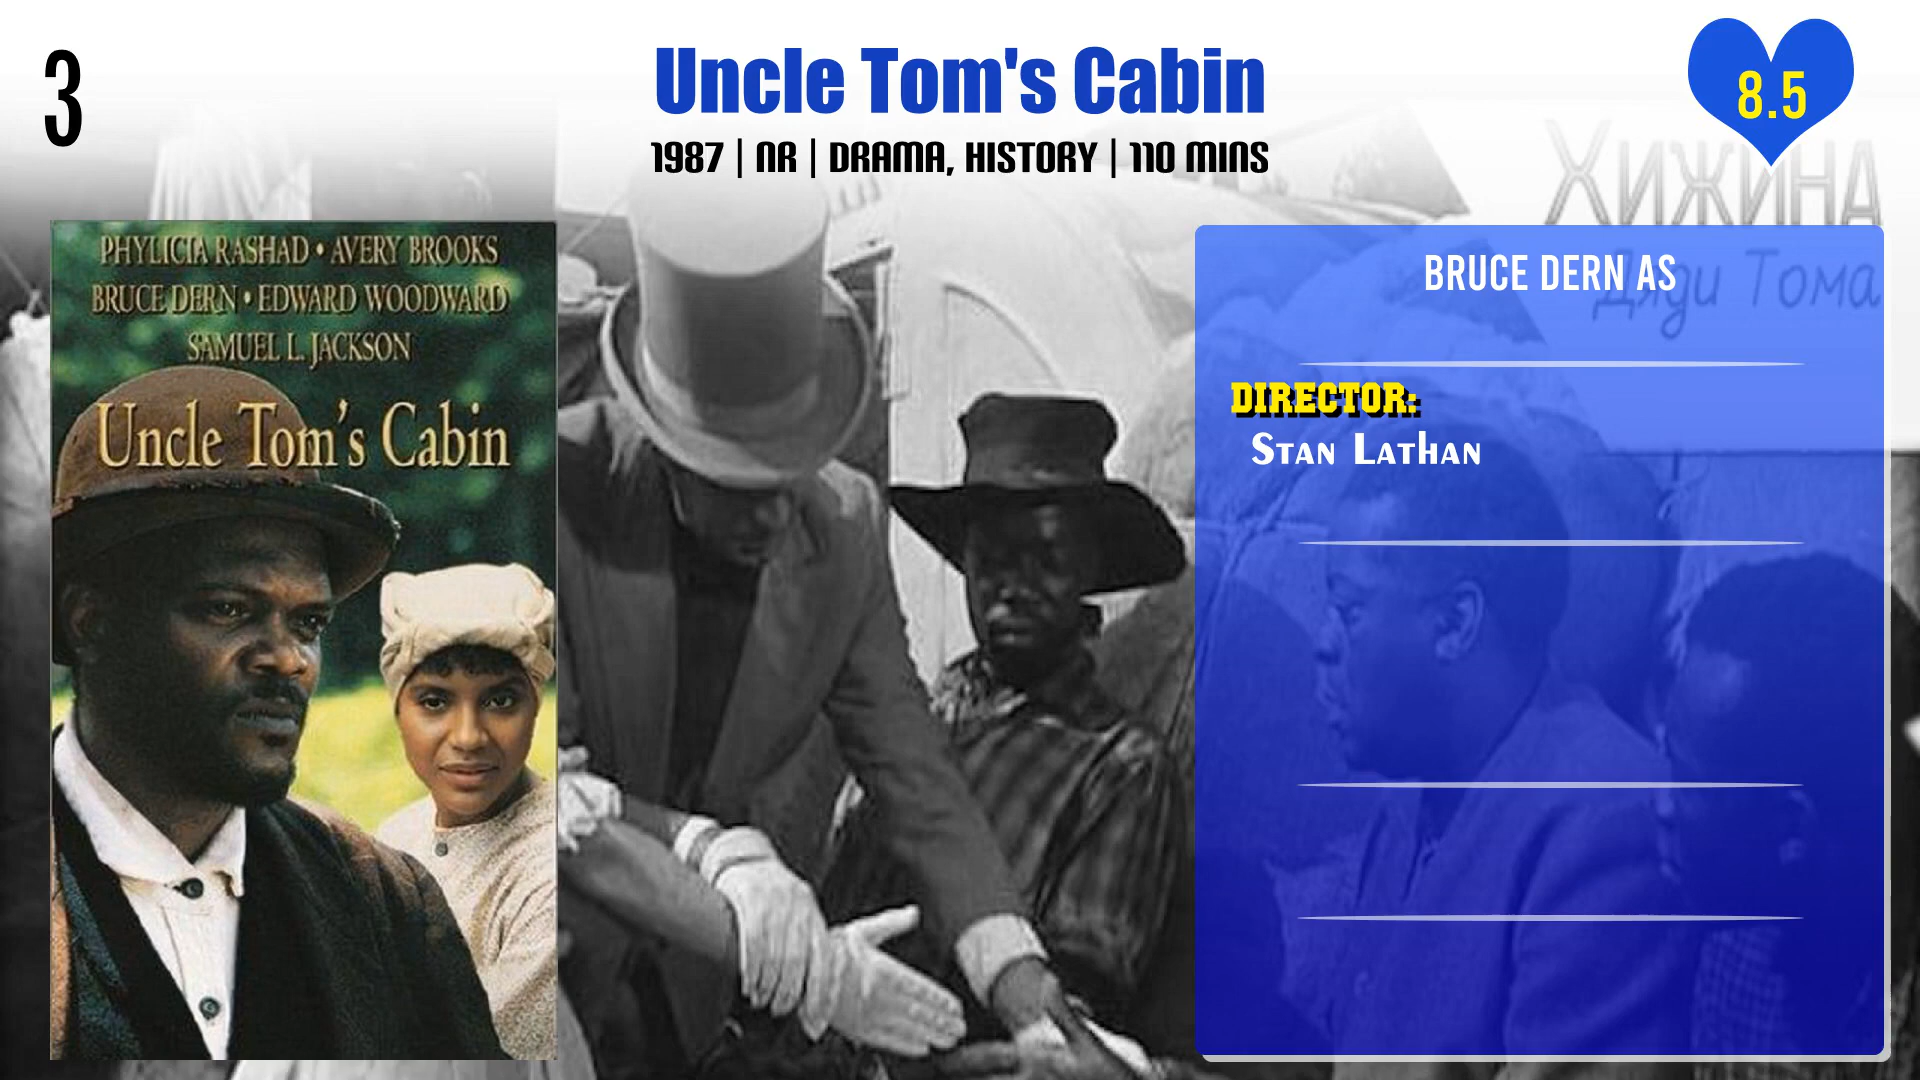 3
Uncle Tom's Cabin
8.5
1987 | NR | DRAMA, HISTORY | 110 MINS
ХИЖИНА
Дяди Тома
PHYLICIA RASHAD • AVERY BROOKS
BRUCE DERN • EDWARD WOODWARD
SAMUEL L. JACKSON
Uncle Tom's Cabin
BRUCE DERN AS
DIRECTOR:
STAN LATHAN